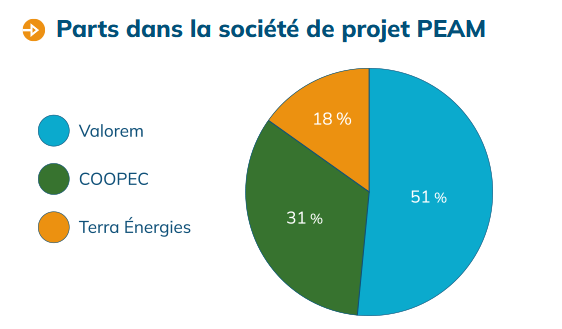 Parts dans la société de projet PEAM
Valorem
COOPEC
Terra Énergies
18 %
51 %
31 %